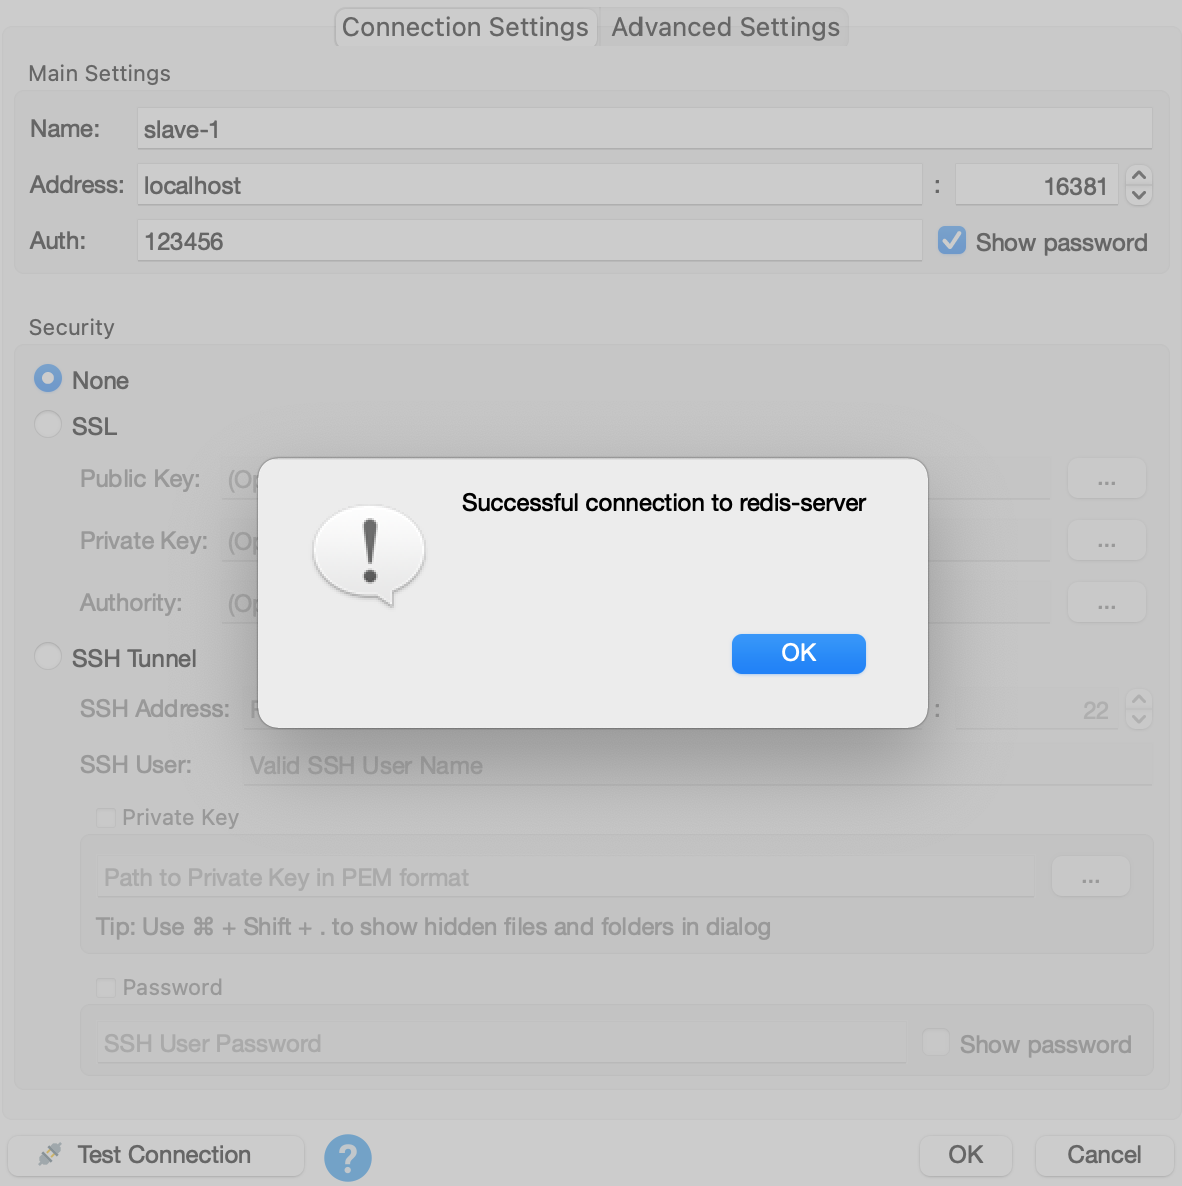 Connection Settings Advanced Settings
Main Settings
Name: slave-1
Address: localhost : 16381
Auth: 123456 Show password
Security
None
SSL
Public Key: (Op ...
Private Key: (Op ...
Authority: (Op ...
Successful connection to redis-server
OK
SSH Tunnel
SSH Address: : 22
SSH User: Valid SSH User Name
Private Key
Path to Private Key in PEM format ...
Tip: Use ⌘ + Shift + . to show hidden files and folders in dialog
Password
SSH User Password Show password
Test Connection ? OK Cancel